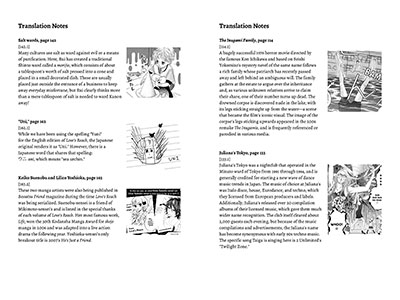 Translation Notes
Salt wards, page 142
[142.2]
Many cultures use salt as ward against evil or a means
of purification. Here, Bui has created a traditional
Shinto ward called a morijio, which consists of about
a tablespoon's worth of salt pressed into a cone and
placed in a small decorated dish. These are usually
placed just outside the entrance of a business to keep
away everyday misfortune, but Bui clearly thinks more
than a mere tablespoon of salt is needed to ward Kazuo
away!
"Uni," page 102
While we have been using the spelling "Yuni"
for the English edition of Love's Reach, the Japanese
original renders it as "Uni." However, there is a
Japanese word that shares that spelling:
which means "sea urchin."
Keiko Suenobu and Lilico Yoshioka, page
These two manga artists were also being published in
Bessatsu Friend magazine during the time Love's Reach
was being serialized. Suenobu-sensei is a friend of
Mikimoto-sensei's and is listed in the special thanks
of each volume of Love's Reach. Her most famous work,
Life, won the 30th Kodansha Manga Award for shojo
manga in 2006 and was adapted into a live action
drama the following year. Yoshioka-sensei's only
breakout title is 2007's He's Just a Friend.
Translation Notes
The Inugami Family, page 114
A hugely successful 1976 horror movie directed by
the famous Kon Ichikawa and based on Seishi
Yokomizo's mystery novel of the same name follows
a rich family whose patriarch has recently passed
away and left behind an ambiguous will. The family
gathers at the estate to argue over the inheritance
and, as various unknown relatives arrive to claim
their share, one of their number turns up dead. The
drowned corpse is discovered nude in the lake, with
its legs sticking straight up from the water—a scene
that became the film's iconic visual. The image of the
corpse's legs sticking upwards appeared in the 2006
remake The Inugamis, and is frequently referenced or
parodied in various media.
Juliana's Tokyo, page
Juliana's Tokyo was a nightclub that operated in the
Minato ward of Tokyo from 1991 through 1994, and is
generally credited for starting a new wave of dance
music trends in Japan. The music of choice at Juliana's
was Italo disco, house, Eurodance, and techno, which
they licensed from European producers and labels.
Additionally, Juliana's released over 20 compilation
albums of their licensed music, which gave them much
wider name recognition. The club itself cleared about
2,000 guests each evening, but because of the music
compilations and advertisements, the Juliana's name
has become synonymous with early 90s techno music.
The specific song Taiga is singing here is 2 Unlimited's
"Twilight Zone."